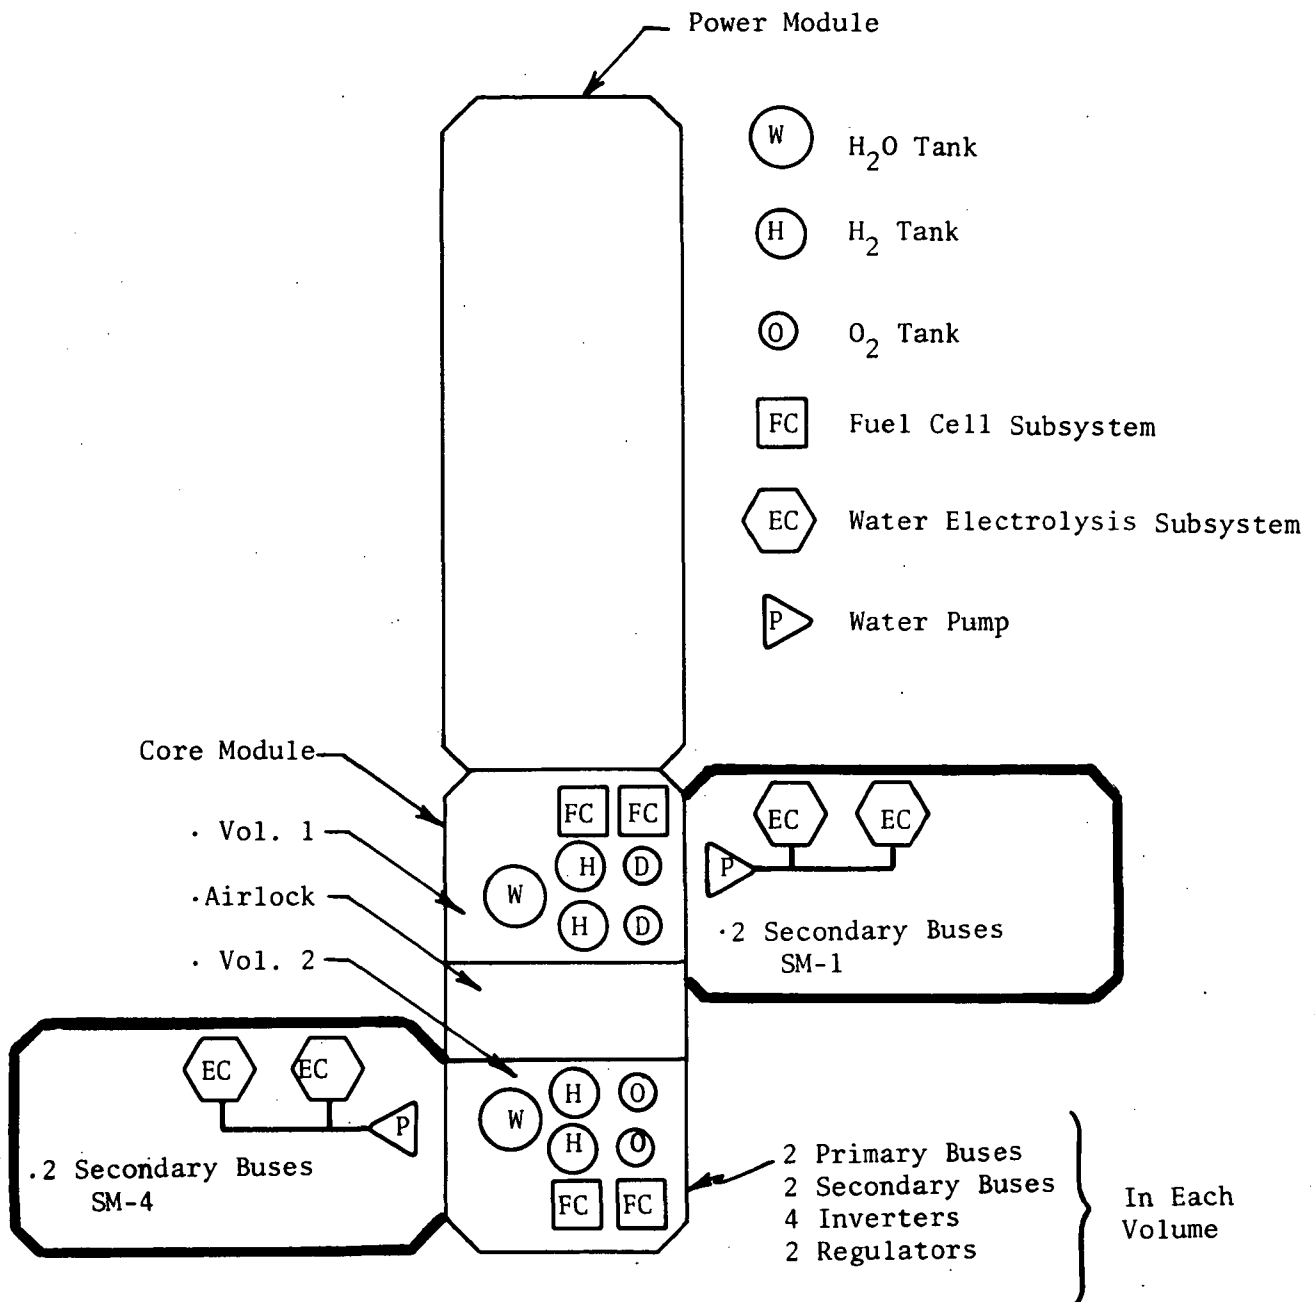 Power Module
W H₂O Tank
H H₂ Tank
O O₂ Tank
FC Fuel Cell Subsystem
EC Water Electrolysis Subsystem
P Water Pump
Core Module
. Vol. 1
.Airlock
. Vol. 2
FC FC
H D
W
H D
EC EC
P
.2 Secondary Buses
SM-1
EC EC
P
.2 Secondary Buses
SM-4
H O
W
H O
FC FC
2 Primary Buses
2 Secondary Buses
4 Inverters
2 Regulators
In Each
Volume